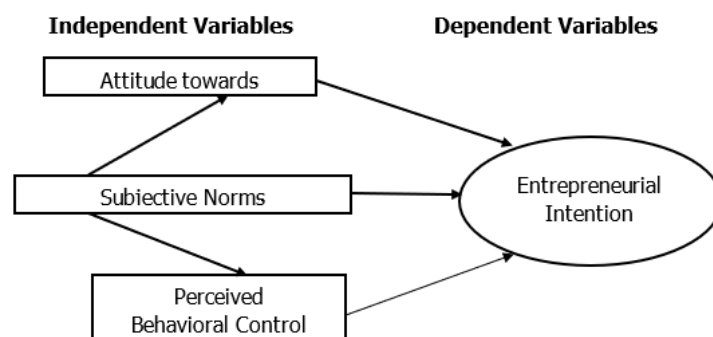 Independent Variables
Dependent Variables
Attitude towards
Subiective Norms
Entrepreneurial
Intention
Perceived
Behavioral Control